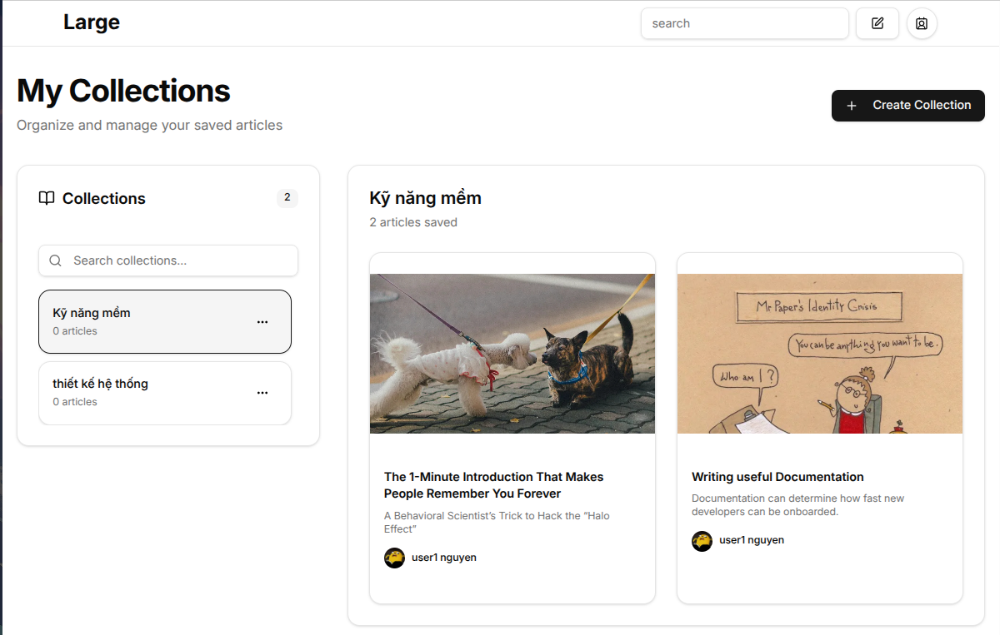 Large
search
My Collections
Organize and manage your saved articles
Create Collection
Collections
2
Search collections...
Kỹ năng mềm
0 articles
thiết kế hệ thống
0 articles
Kỹ năng mềm
2 articles saved
The 1-Minute Introduction That Makes
People Remember You Forever
A Behavioral Scientist’s Trick to Hack the “Halo
Effect”
user1 nguyen
Mr Paper's Identity Crisis
You can be anything you want to be.
Who am I ?
Writing useful Documentation
Documentation can determine how fast new
developers can be onboarded.
user1 nguyen